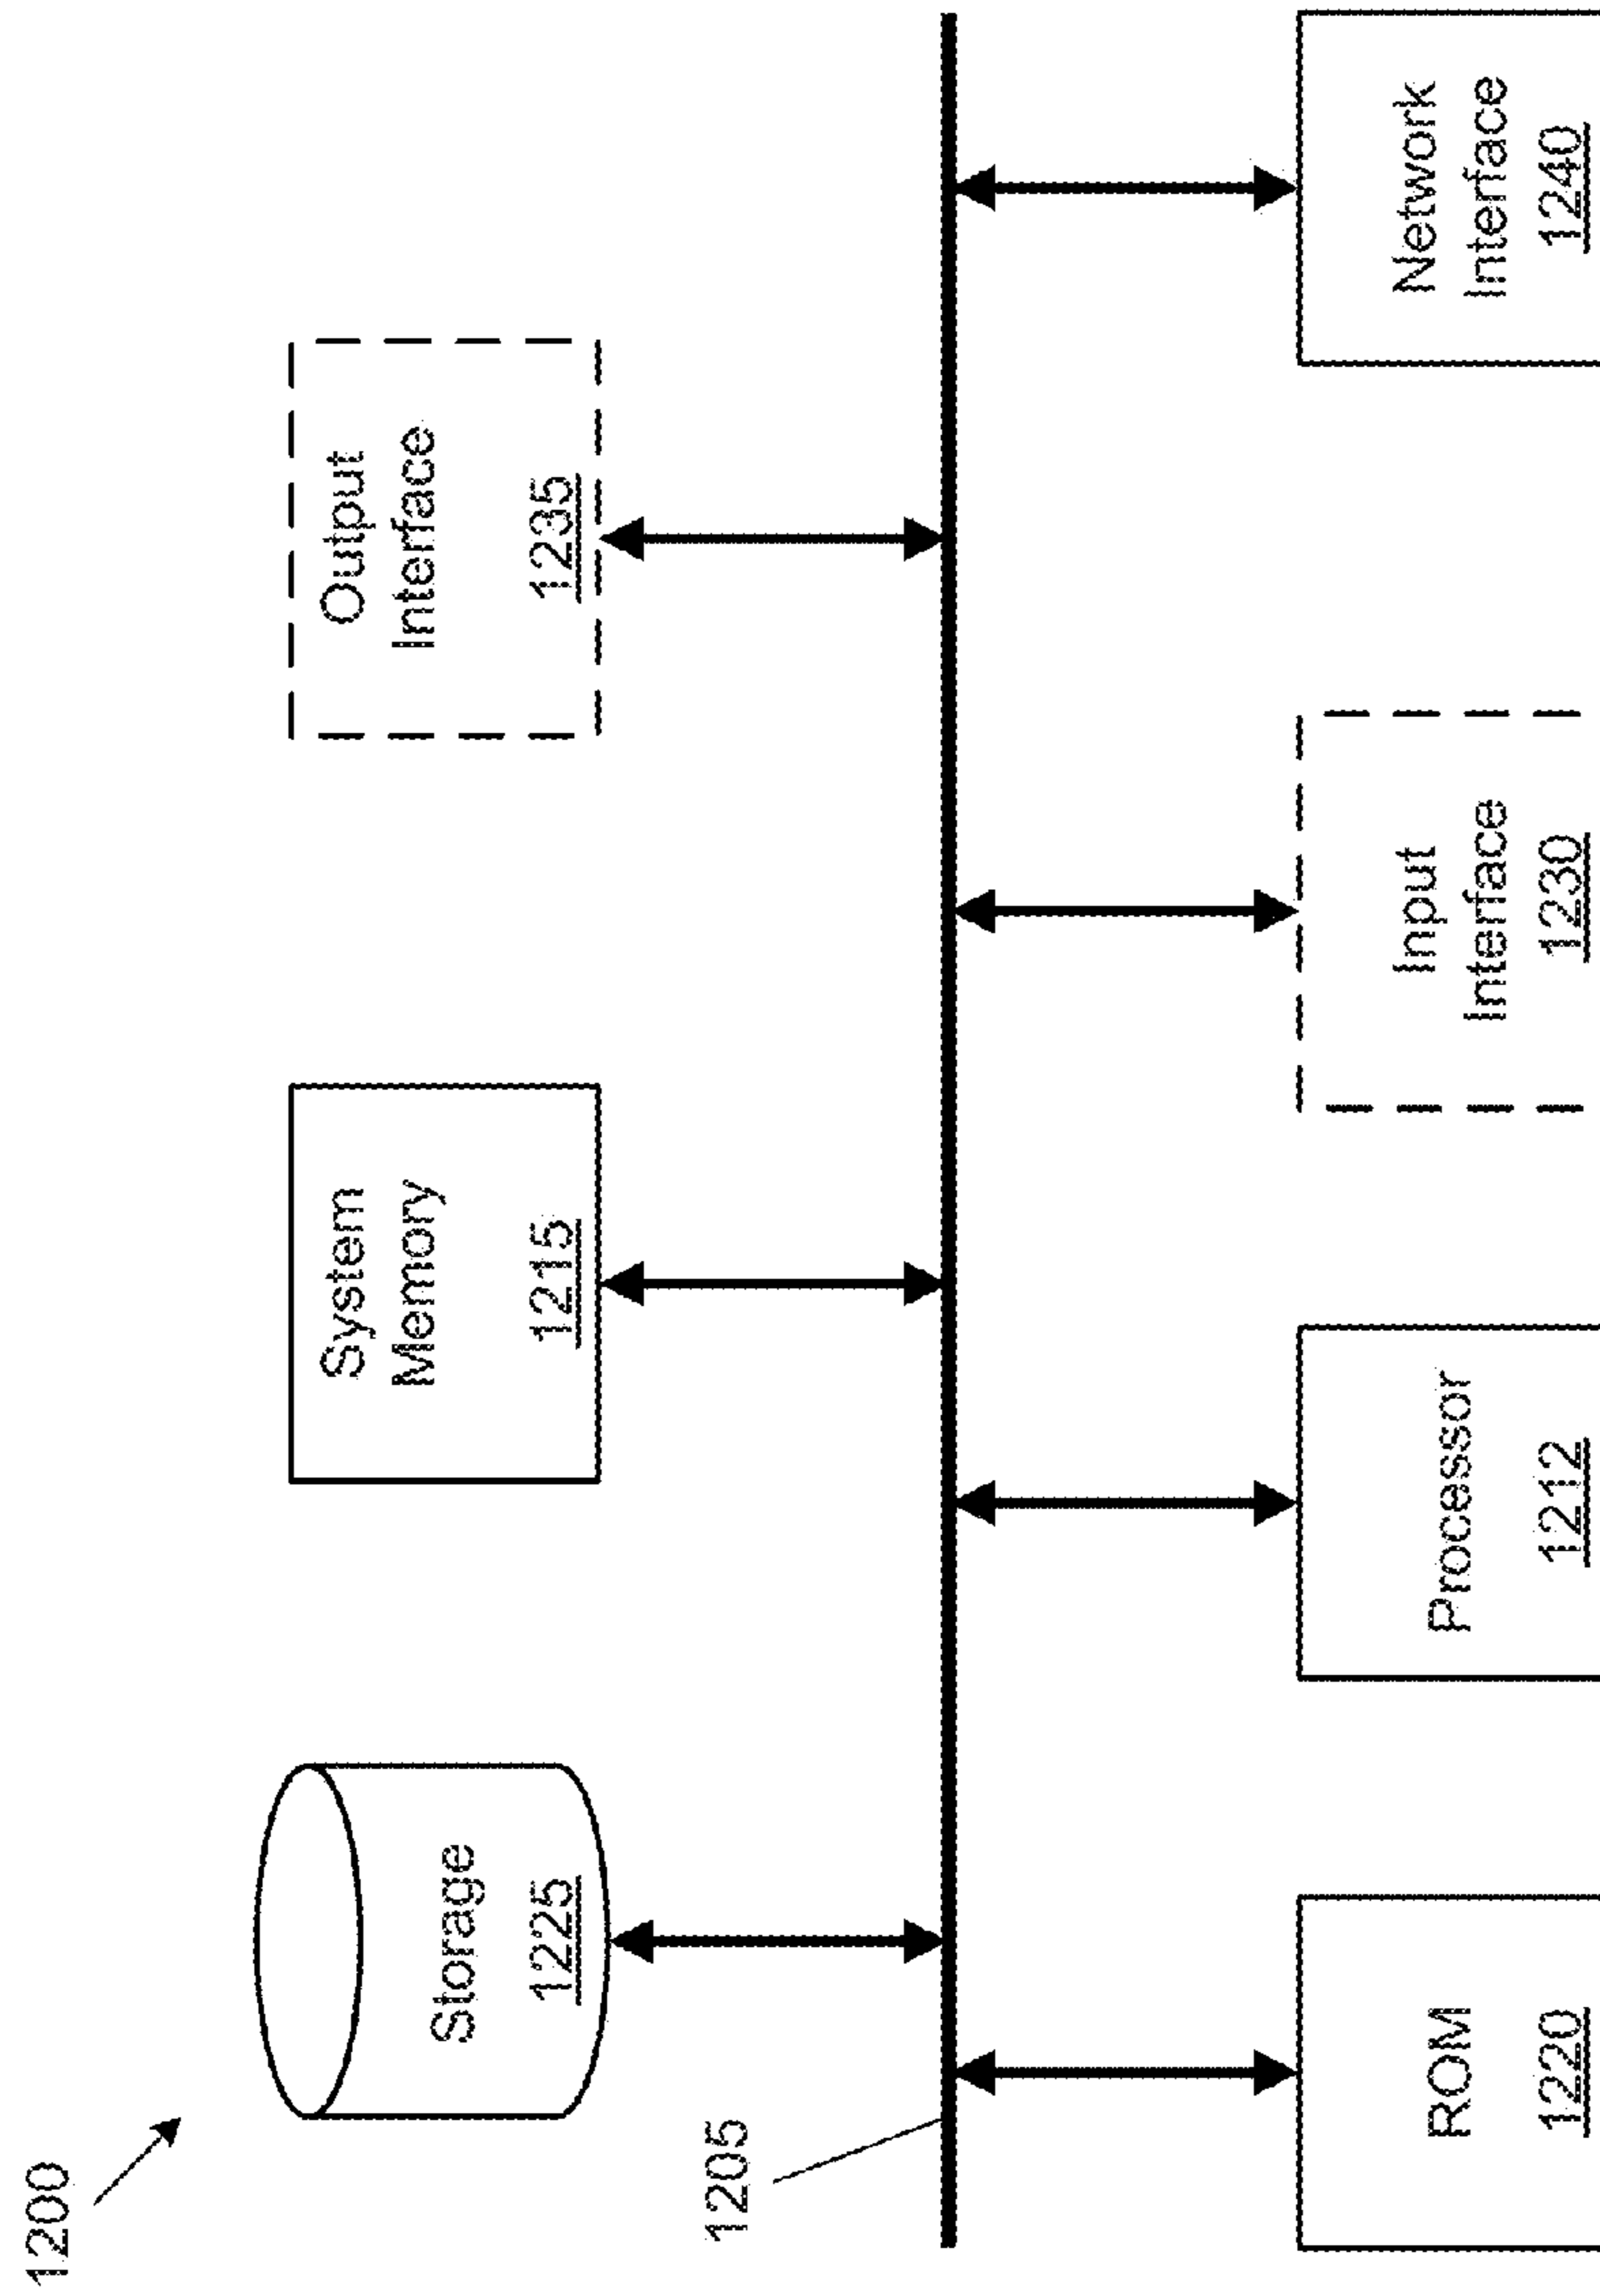 1200
Storage
1225
System
Memory
1215
Output
Interface
1235
1205
ROM
1220
Processor
1212
Input
Interface
1230
Network
Interface
1240